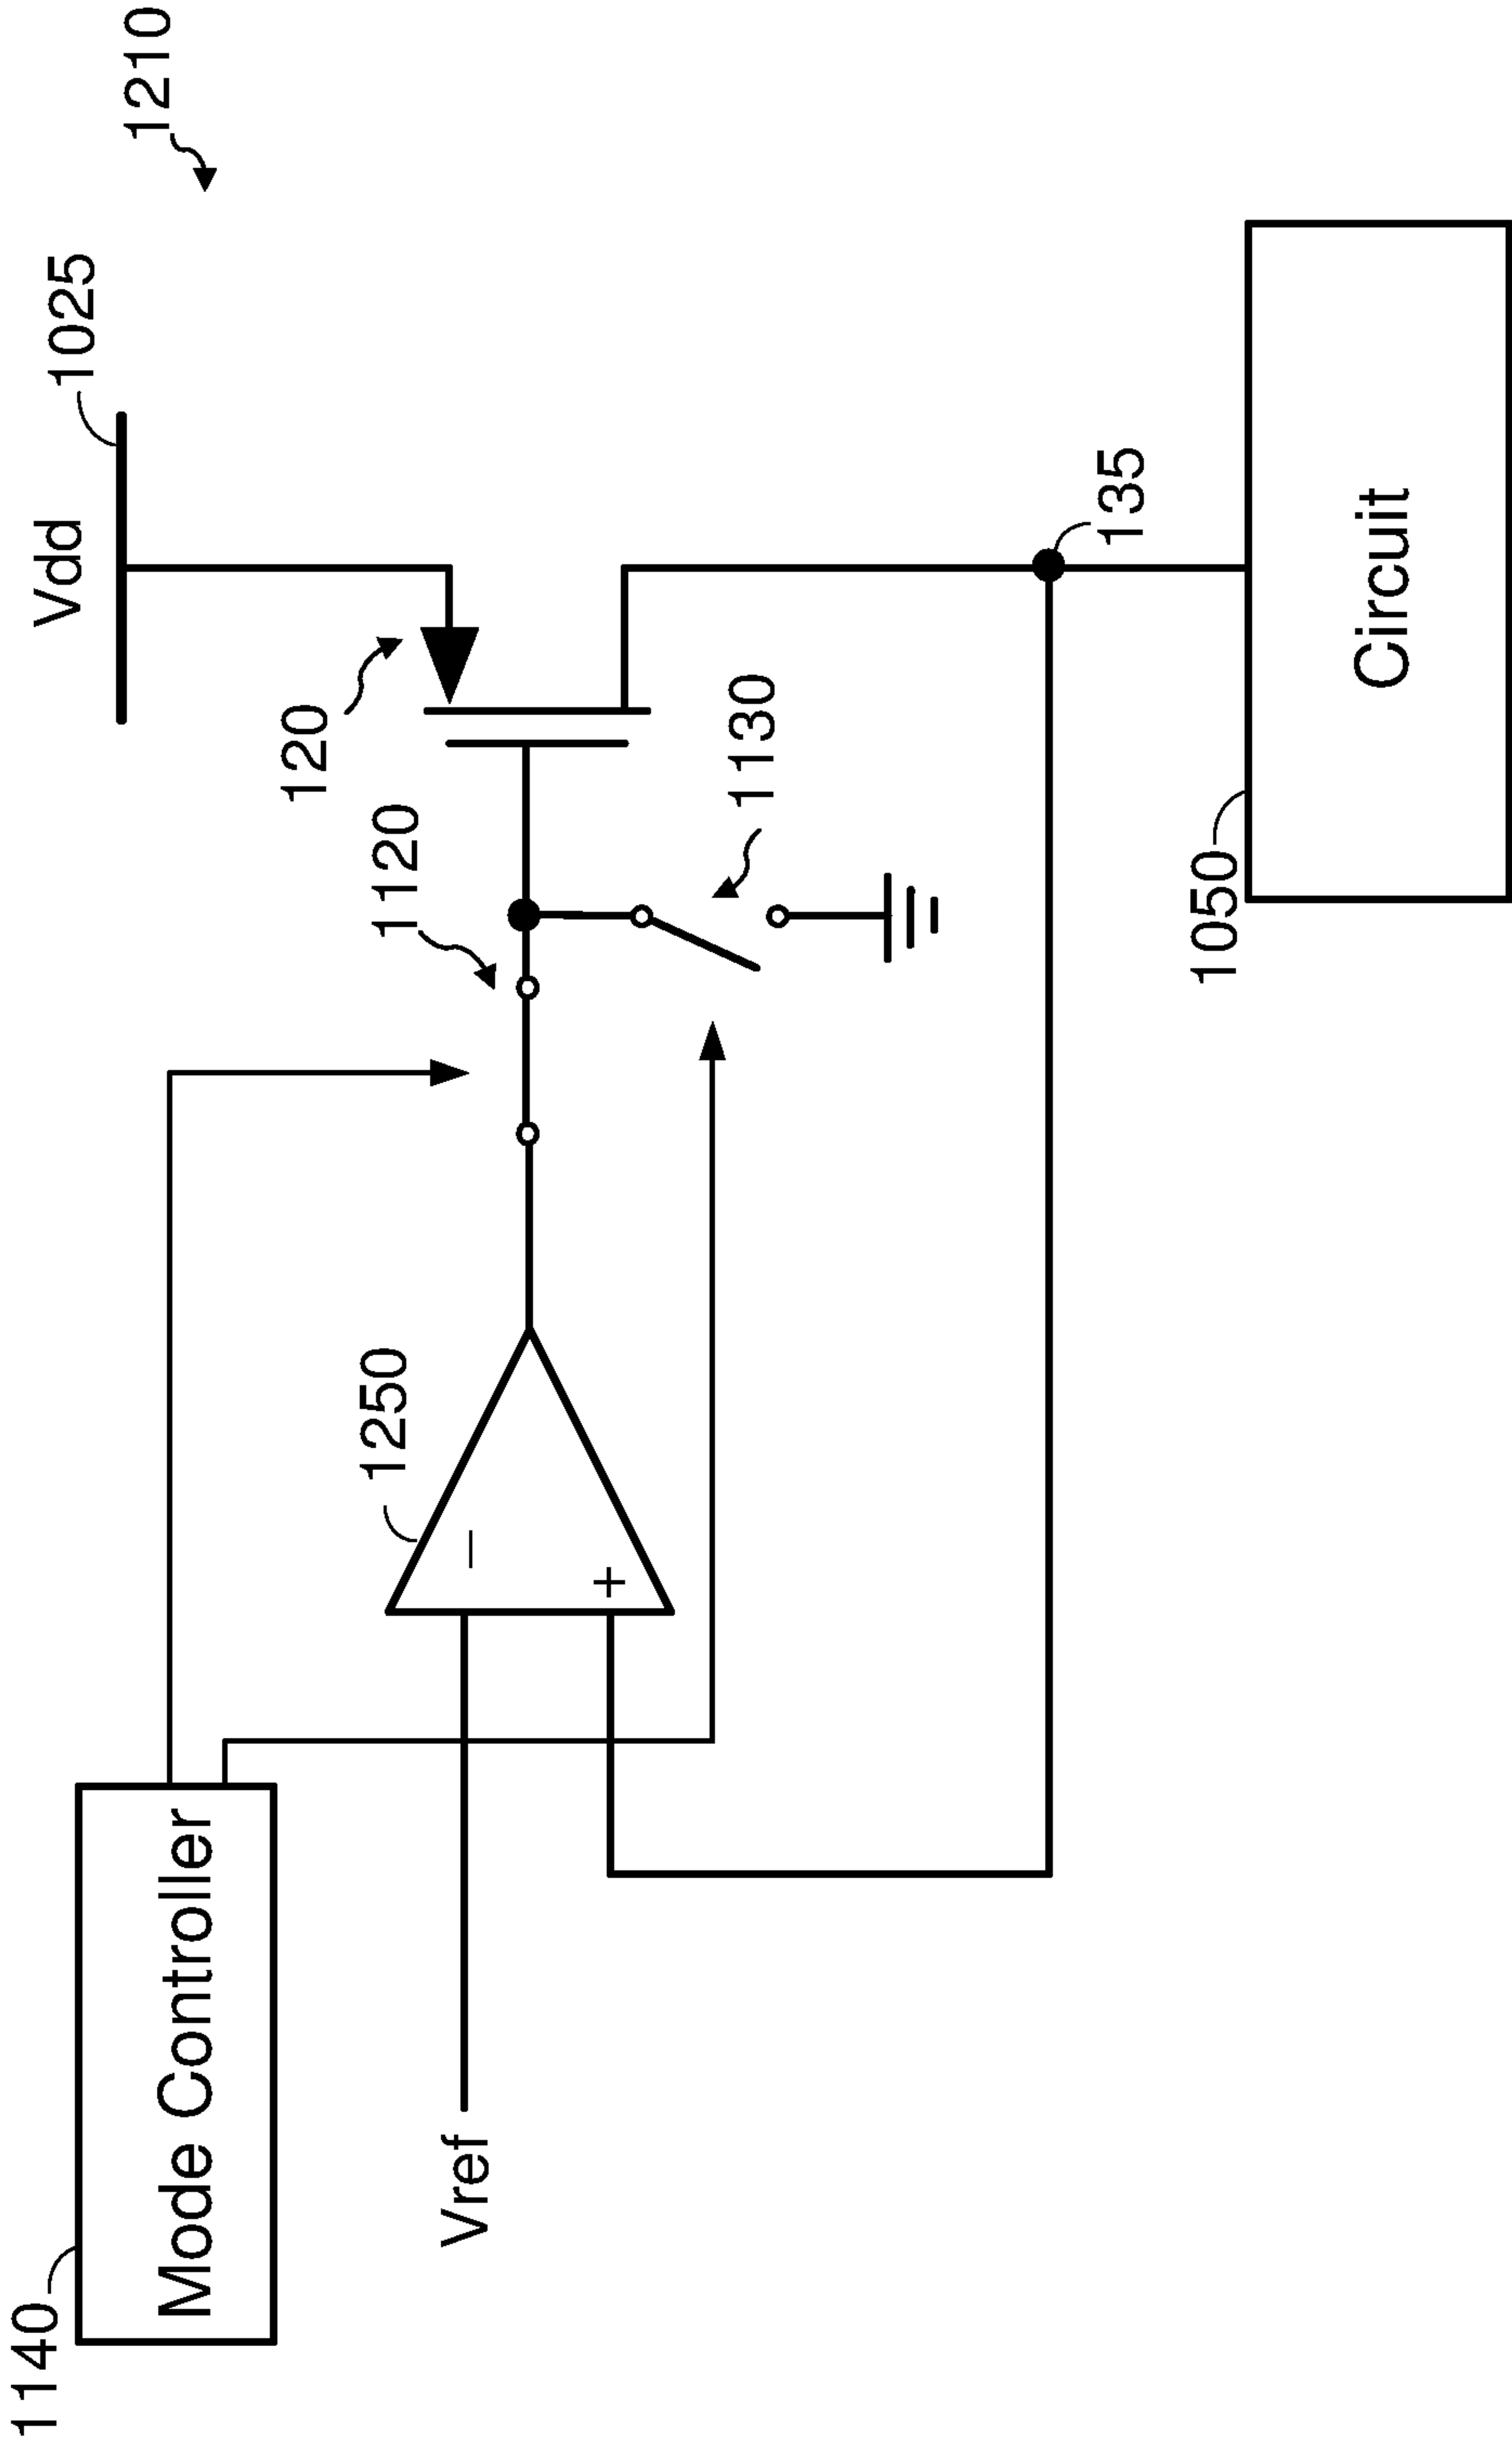 1210
Vdd
1025
1140
Mode Controller
120
1120
1250
Vref
−
+
1130
135
1050
Circuit